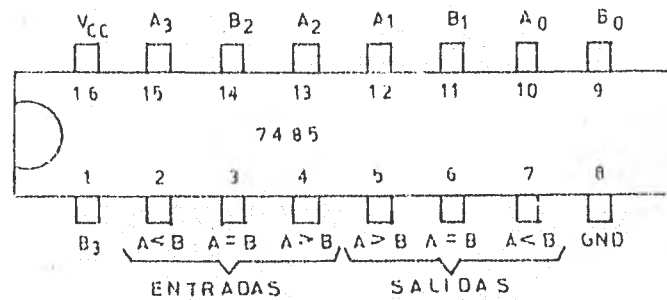 VCC A3 B2 A2 A1 B1 A0 B0
16 15 14 13 12 11 10 9
7485
1 2 3 4 5 6 7 8
B3 A<B A=B A>B A>B A=B A<B GND
ENTRADAS SALIDAS